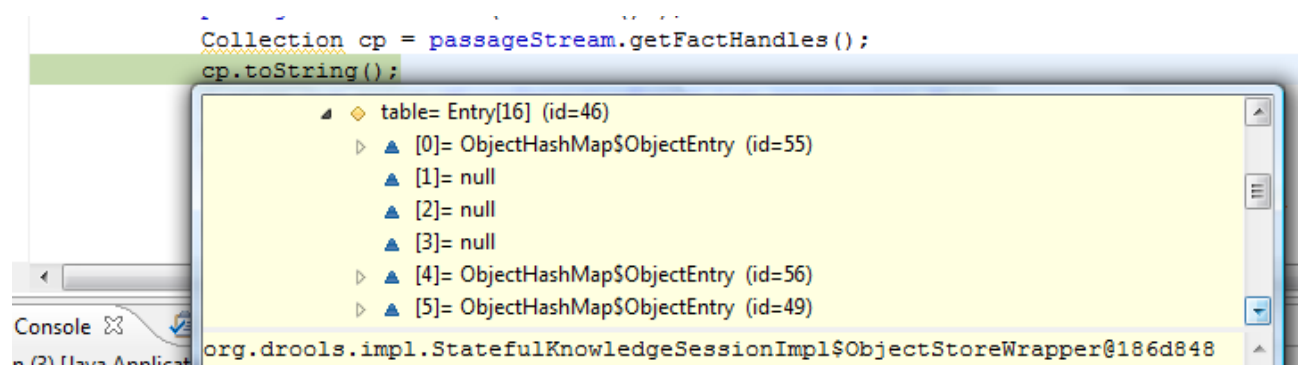 Collection cp = passageStream.getFactHandles();
cp.toString();
table= Entry[16] (id=46)
[0]= ObjectHashMap$ObjectEntry (id=55)
[1]= null
[2]= null
[3]= null
[4]= ObjectHashMap$ObjectEntry (id=56)
[5]= ObjectHashMap$ObjectEntry (id=49)
Console
org.drools.impl.StatefulKnowledgeSessionImpl$ObjectStoreWrapper@186d848